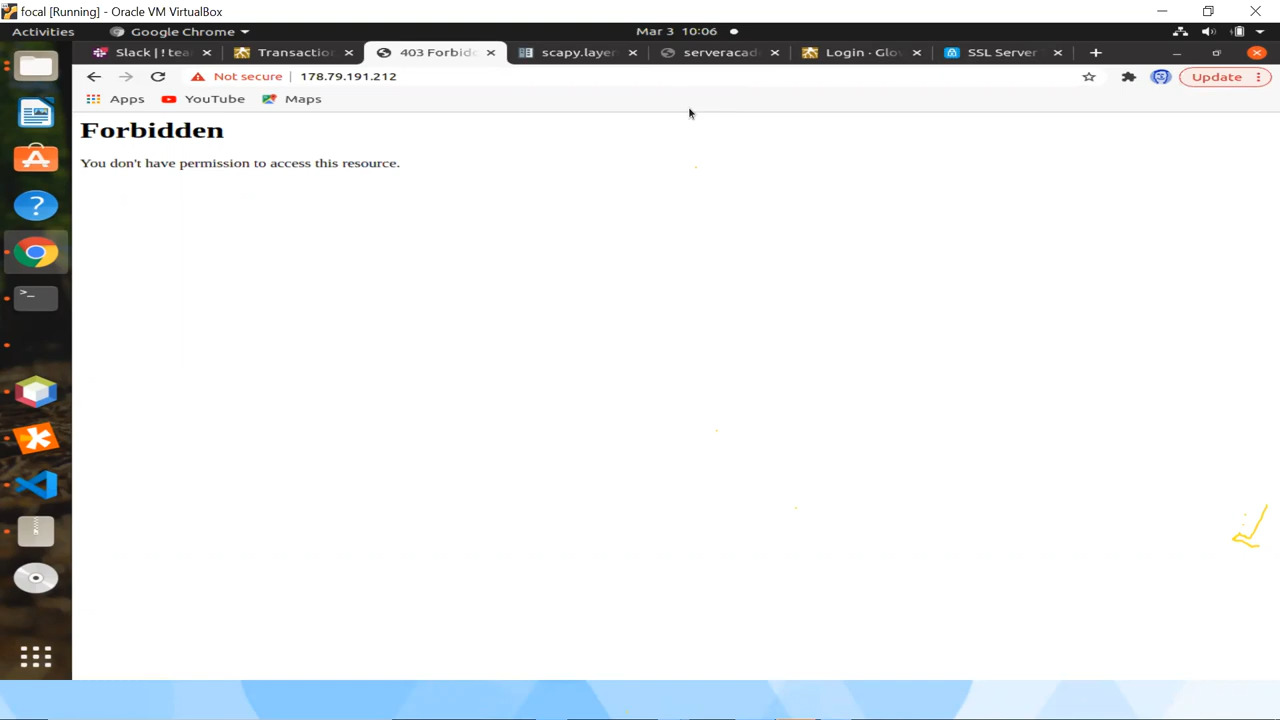 focal [Running] - Oracle VM VirtualBox
Activities Google Chrome Mar 3 10:06
Slack | ! tea Transactio 403 Forbid scapy.layer serveracad Login - Glo SSL Server
Not secure 178.79.191.212 Update
Apps YouTube Maps
Forbidden
You don't have permission to access this resource.